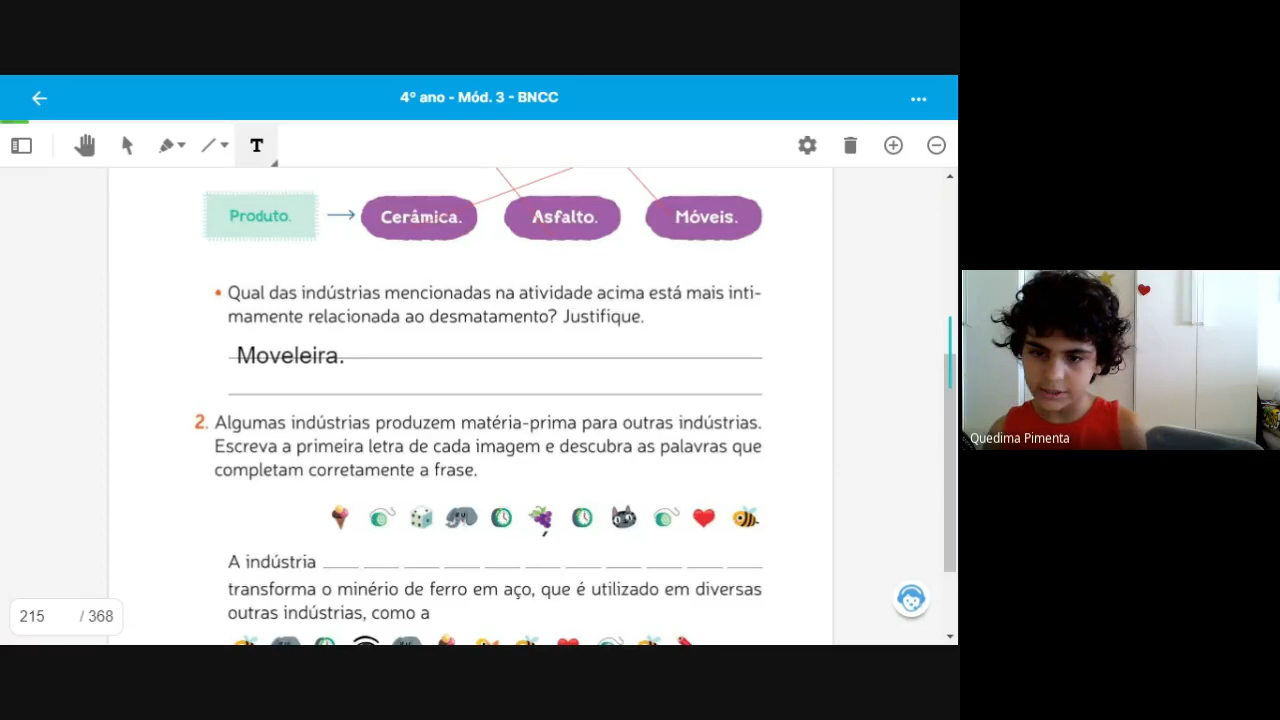 4º ano - Mód. 3 - BNCC
T
Produto.
Cerâmica.
Asfalto.
Móveis.
• Qual das indústrias mencionadas na atividade acima está mais inti-
mamente relacionada ao desmatamento? Justifique.
Moveleira.
2. Algumas indústrias produzem matéria-prima para outras indústrias.
Escreva a primeira letra de cada imagem e descubra as palavras que
completam corretamente a frase.
A indústria
transforma o minério de ferro em aço, que é utilizado em diversas
outras indústrias, como a
215 / 368
Quedima Pimenta